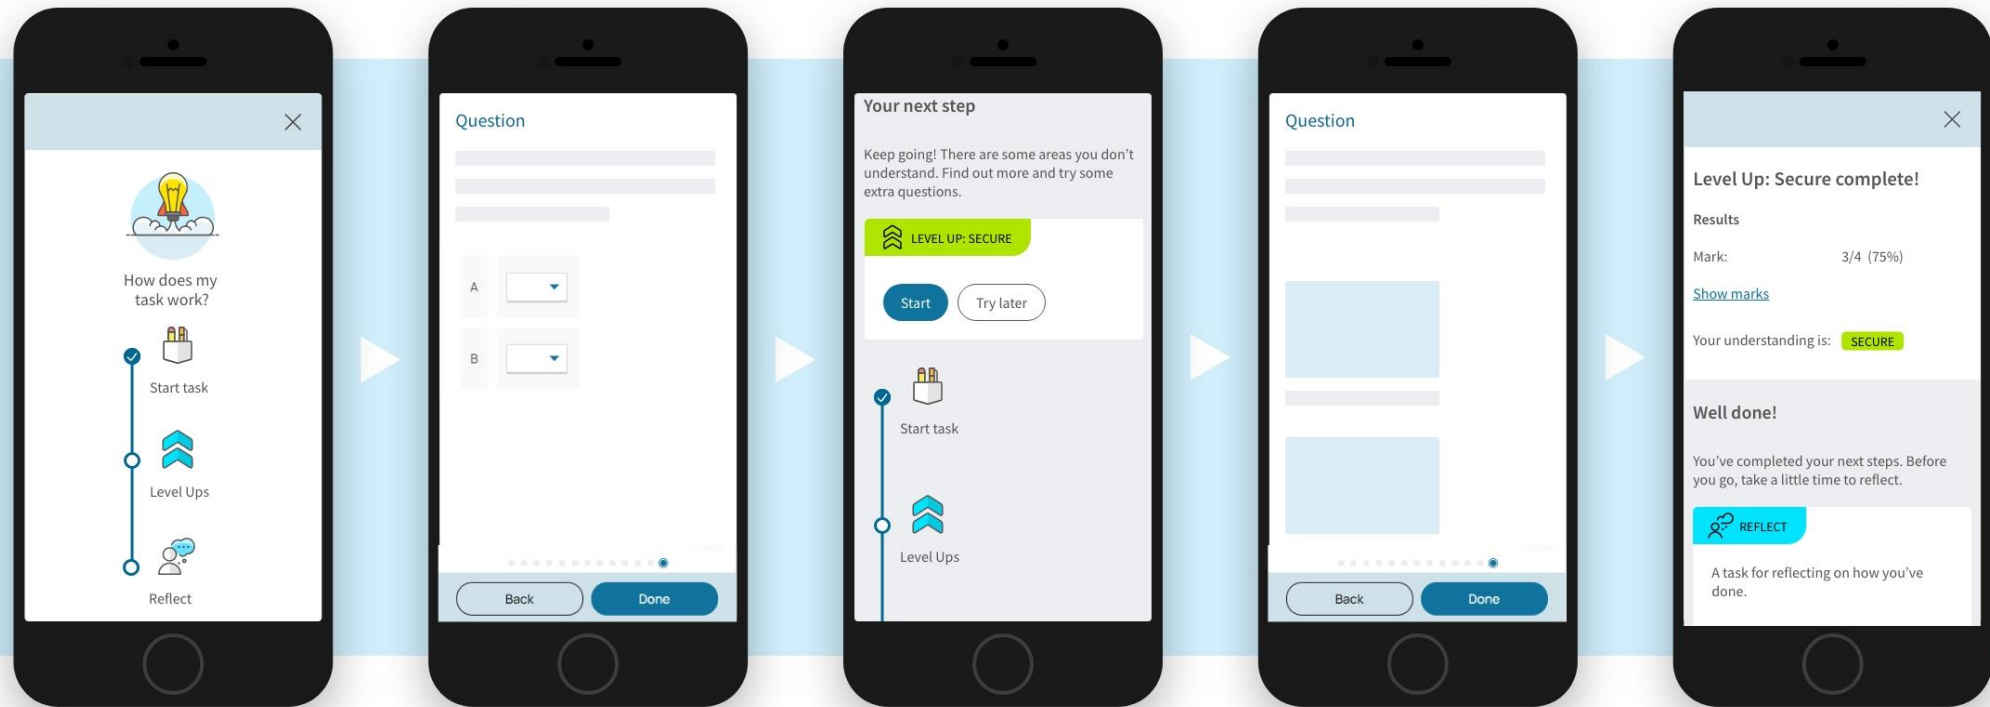 How does my
task work?
Start task
Level Ups
Reflect
Question
A
B
Back
Done
Your next step
Keep going! There are some areas you don't
understand. Find out more and try some
extra questions.
LEVEL UP: SECURE
Start
Try later
Start task
Level Ups
Question
Back
Done
Level Up: Secure complete!
Results
Mark: 3/4 (75%)
Show marks
Your understanding is: SECURE
Well done!
You've completed your next steps. Before
you go, take a little time to reflect.
REFLECT
A task for reflecting on how you've
done.